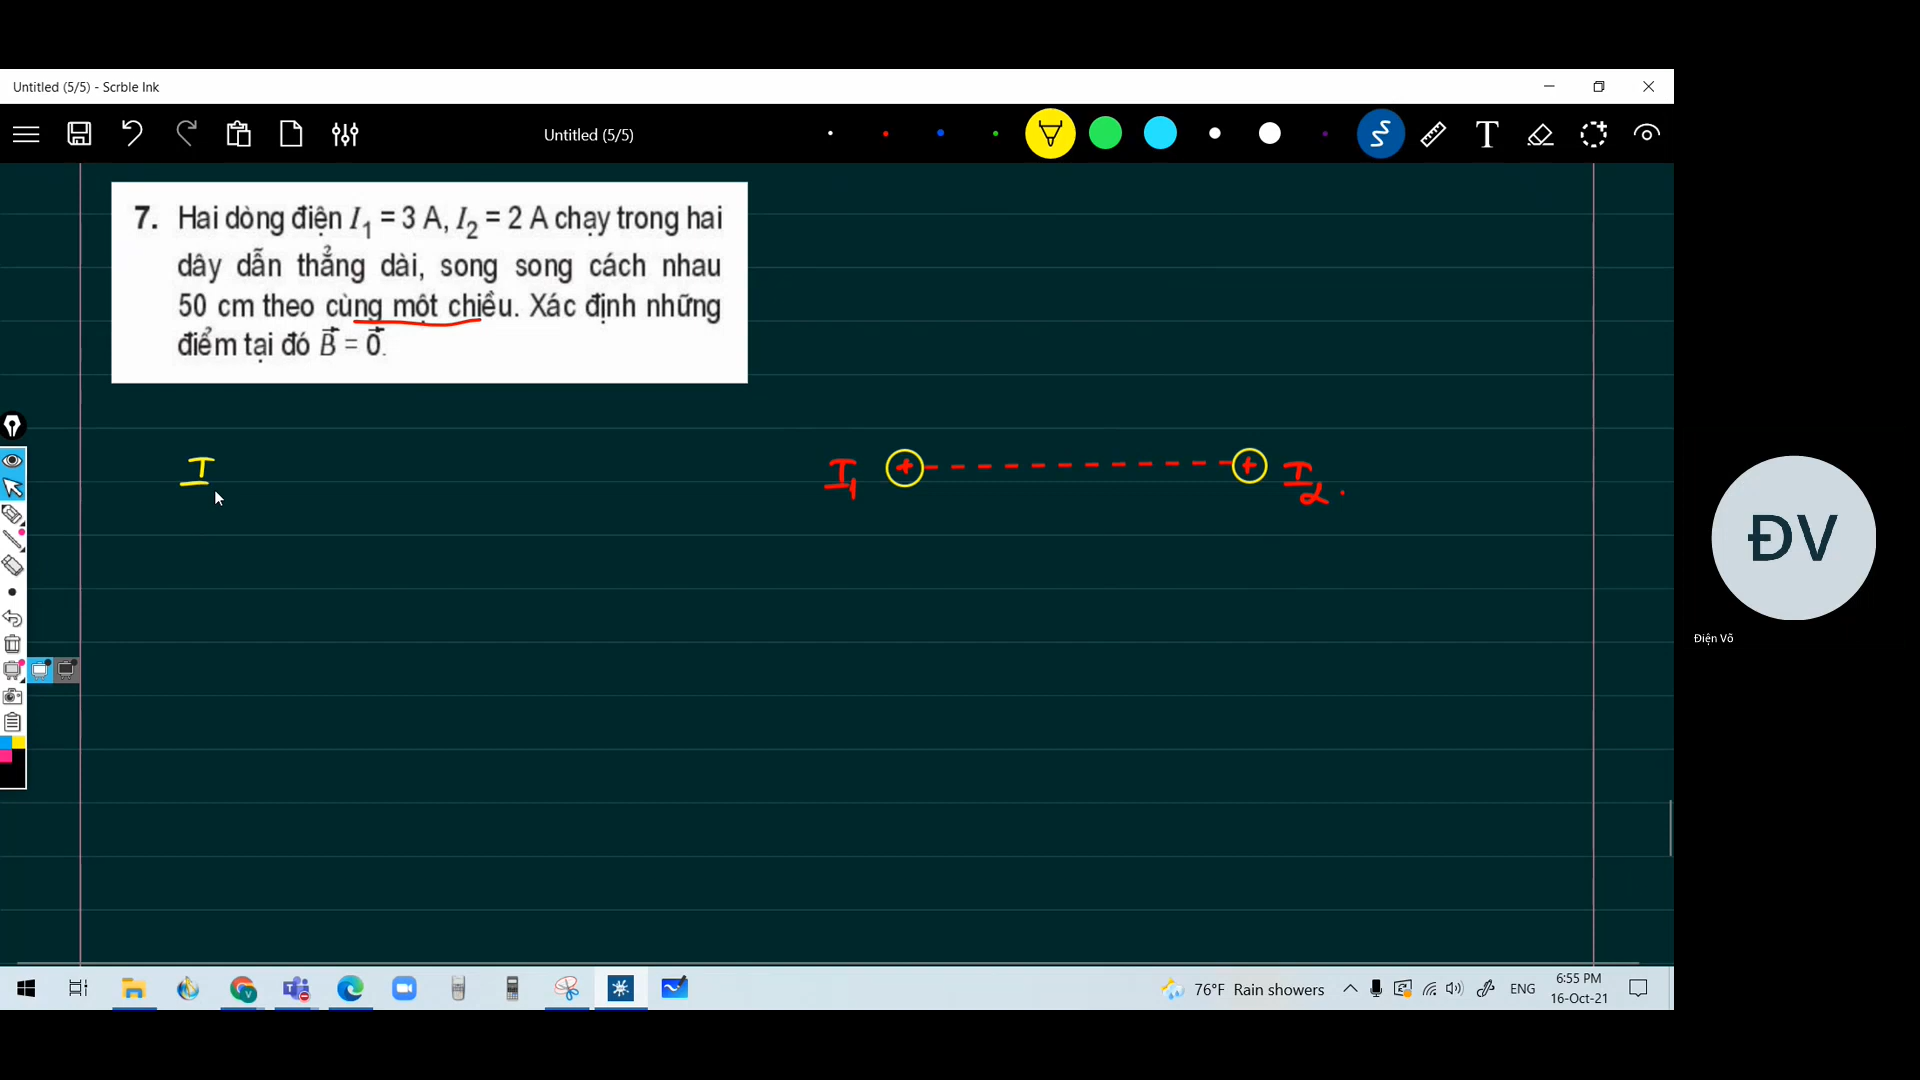 Untitled (5/5) - Scrble Ink
Untitled (5/5)
T
7. Hai dòng điện I₁ = 3 A, I₂ = 2 A chạy trong hai
dây dẫn thẳng dài, song song cách nhau
50 cm theo cùng một chiều. Xác định những
điểm tại đó B⃗ = 0⃗.
I
I₁ + + I₂
ĐV
Điện Võ
76°F Rain showers
ENG
6:55 PM
16-Oct-21